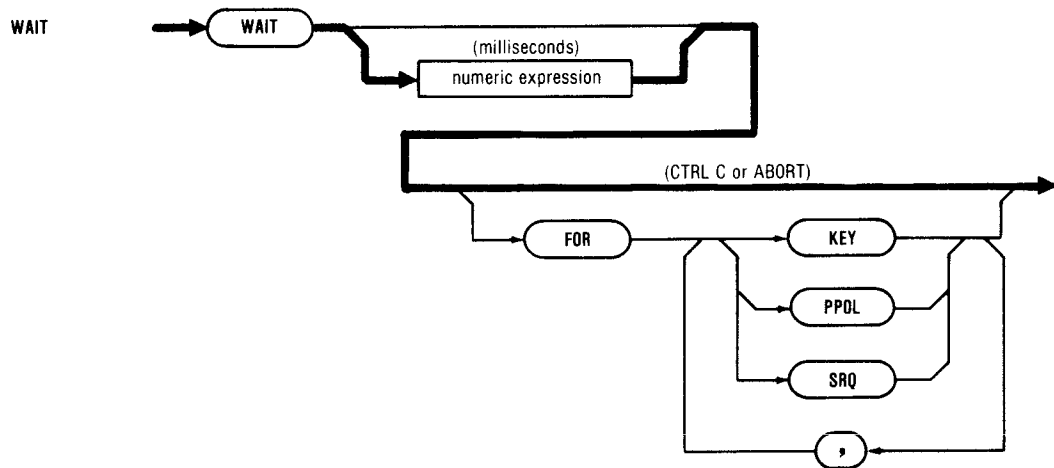 WAIT
WAIT
(milliseconds)
numeric expression
(CTRL C or ABORT)
FOR
KEY
PPOL
SRQ
,